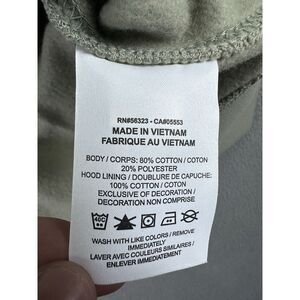 RN#56323 - CA#05553
MADE IN VIETNAM
FABRIQUE AU VIETNAM
BODY / CORPS: 80% COTTON / COTON
20% POLYESTER
HOOD LINING / DOUBLURE DE CAPUCHE:
100% COTTON / COTON
EXCLUSIVE OF DECORATION /
DECORATION NON COMPRISE
WASH WITH LIKE COLORS / REMOVE
IMMEDIATELY
LAVER AVEC COULEURS SIMILAIRES /
ENLEVER IMMEDIATEMENT